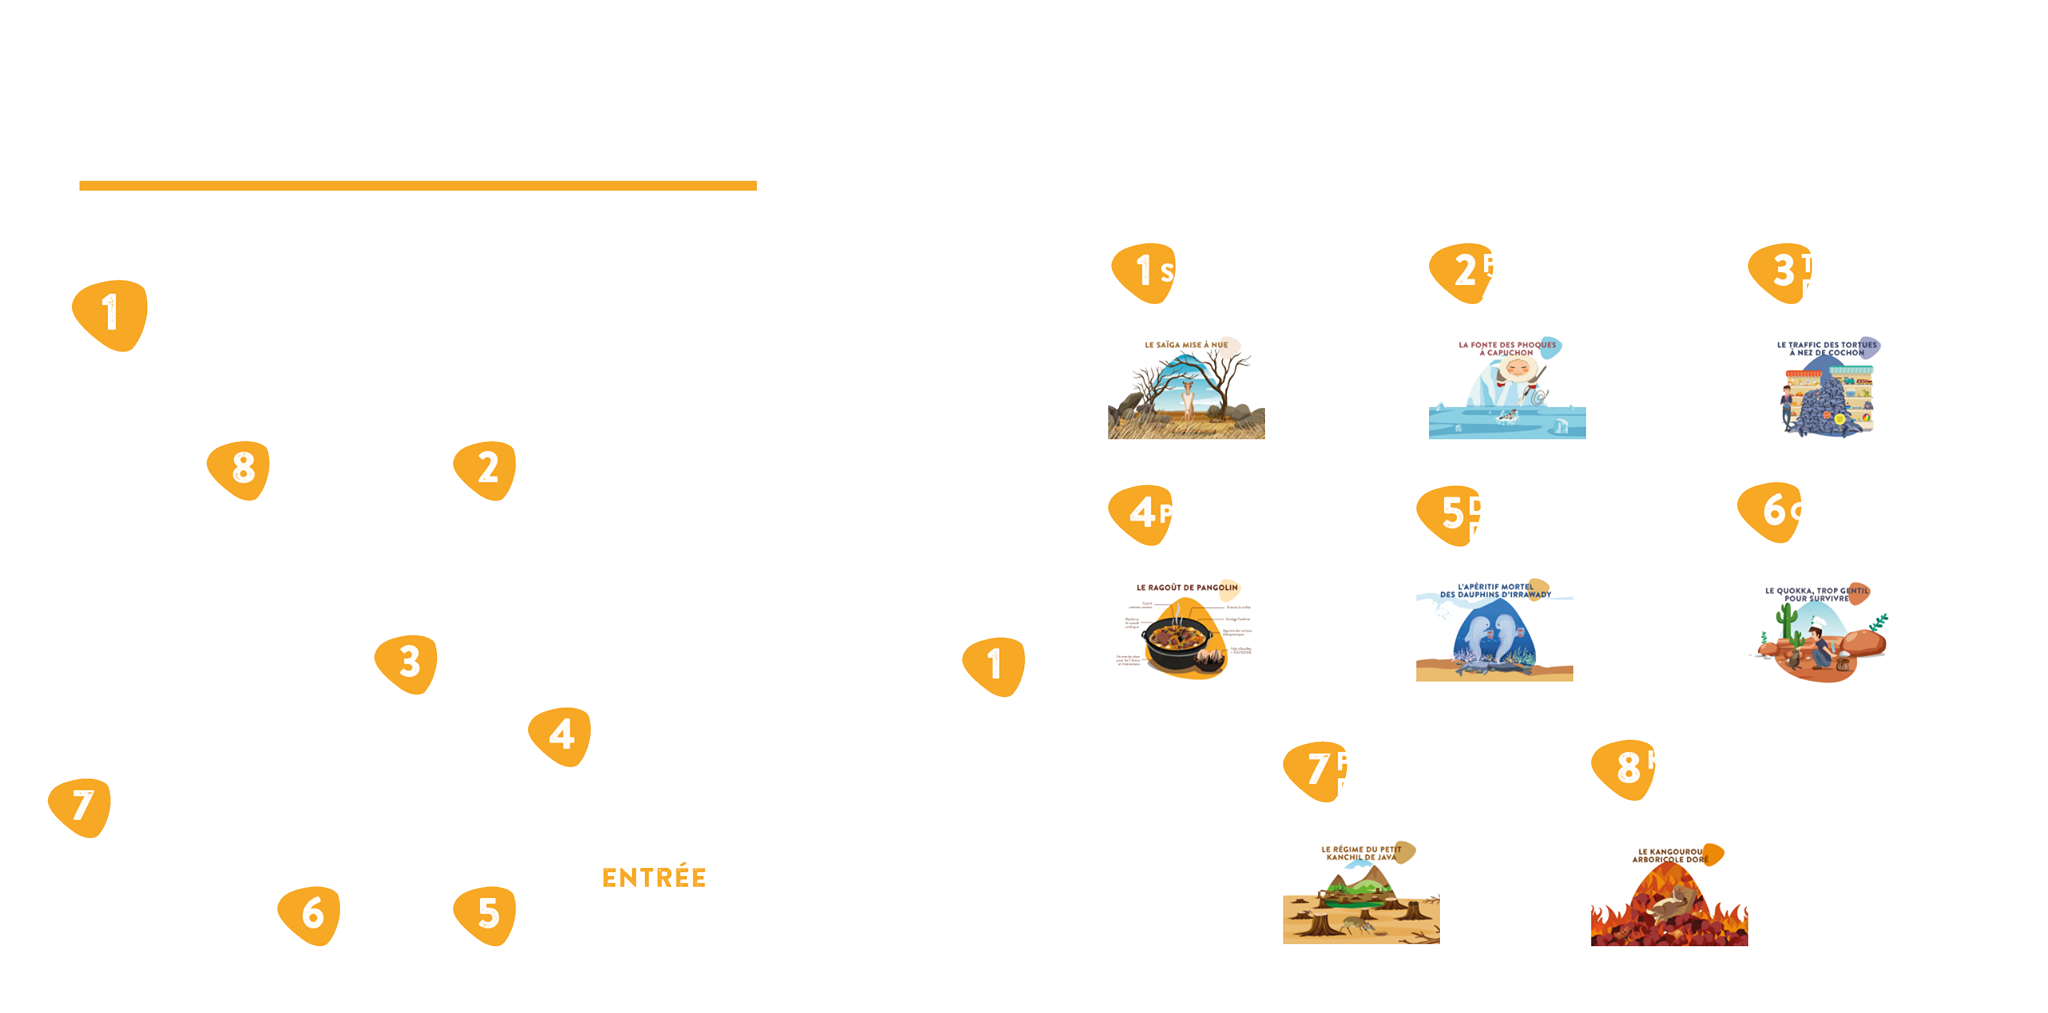 1
8
2
3
4
7
ENTRÉE
6
5
1
1 S
2
3
LE SAÏGA MISE À NUE
LA FONTE DES PHOQUES
À CAPUCHON
LE TRAFFIC DES TORTUES
À NEZ DE COCHON
4 P
5 D
6
LE RAGOÛT DE PANGOLIN
L'APÉRITIF MORTEL
DES DAUPHINS D'IRRAWADY
LE QUOKKA, TROP GENTIL
POUR SURVIVRE
7
8
LE RÉGIME DU PETIT
KANCHIL DE JAVA
LE KANGOUROU
ARBORICOLE DORÉ